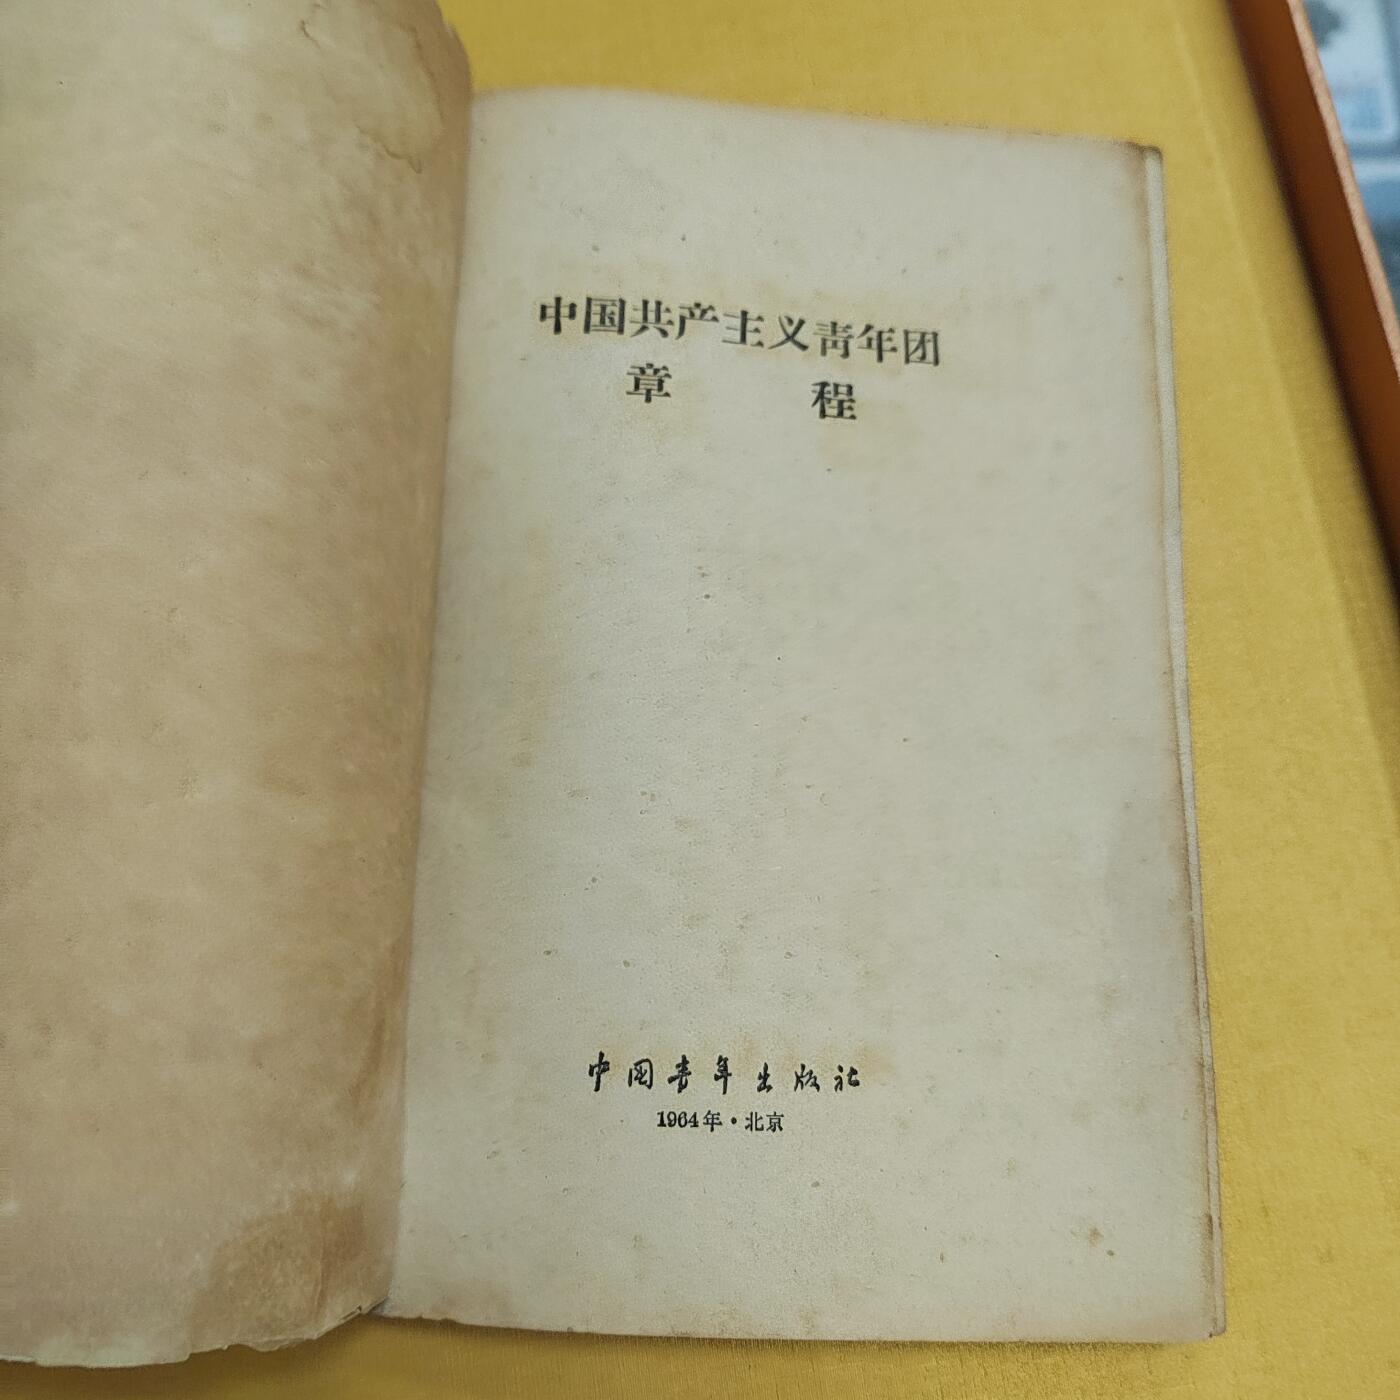 中国共产主义靑年团
章 程
中国青年出版社
1964年·北京